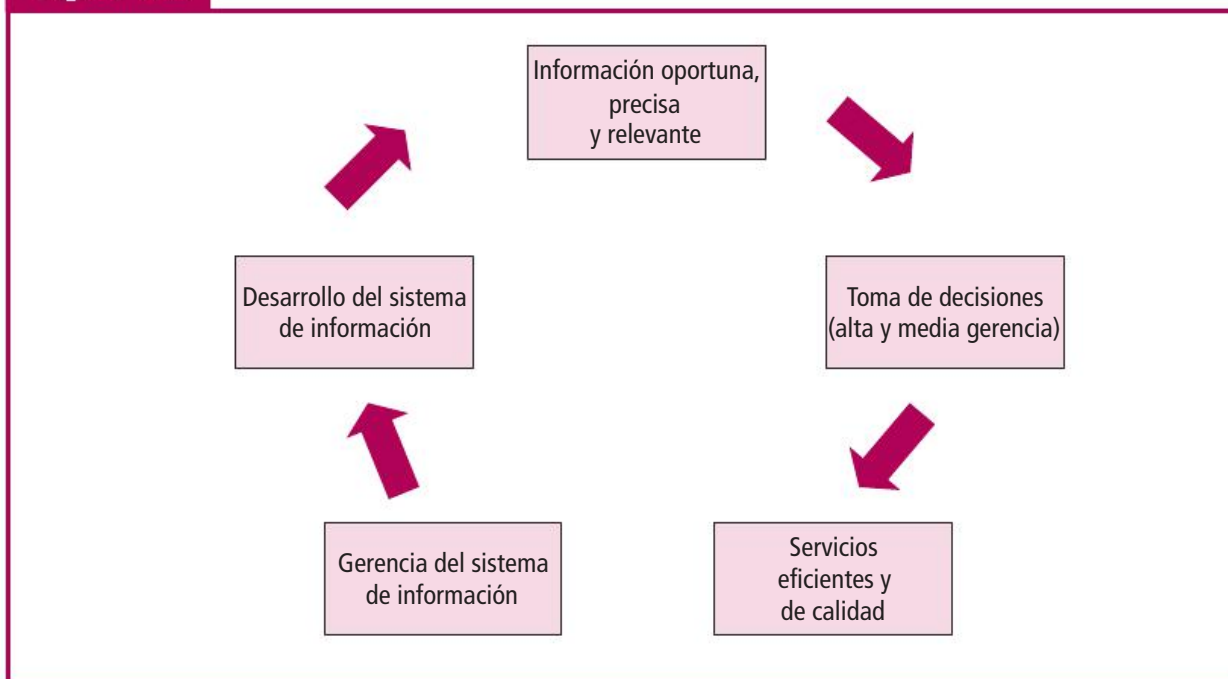 Información oportuna,
precisa
y relevante
Desarrollo del sistema
de información
Toma de decisiones
(alta y media gerencia)
Gerencia del sistema
de información
Servicios
eficientes y
de calidad